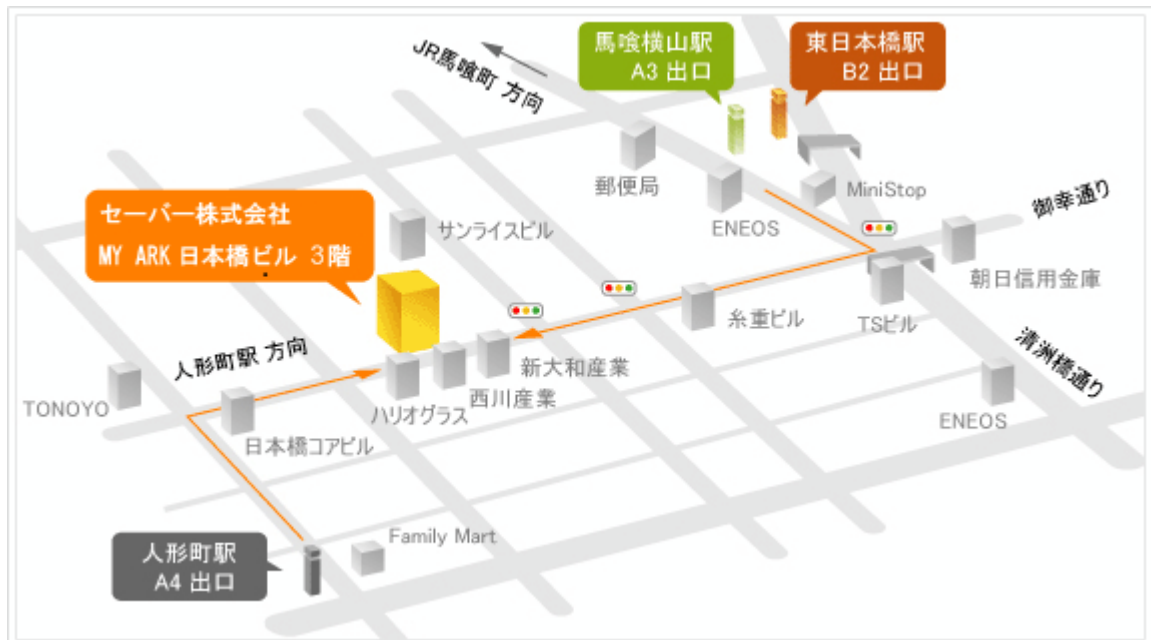 JR馬喰町 方向
馬喰横山駅
A3 出口
東日本橋駅
B2 出口
郵便局
MiniStop
ENEOS
御幸通り
セーバー株式会社
MY ARK 日本橋ビル 3階
サンライスビル
朝日信用金庫
糸重ビル
TSビル
清洲橋通り
人形町駅 方向
新大和産業
西川産業
ハリオグラス
TONOYO
日本橋コアビル
ENEOS
Family Mart
人形町駅
A4 出口